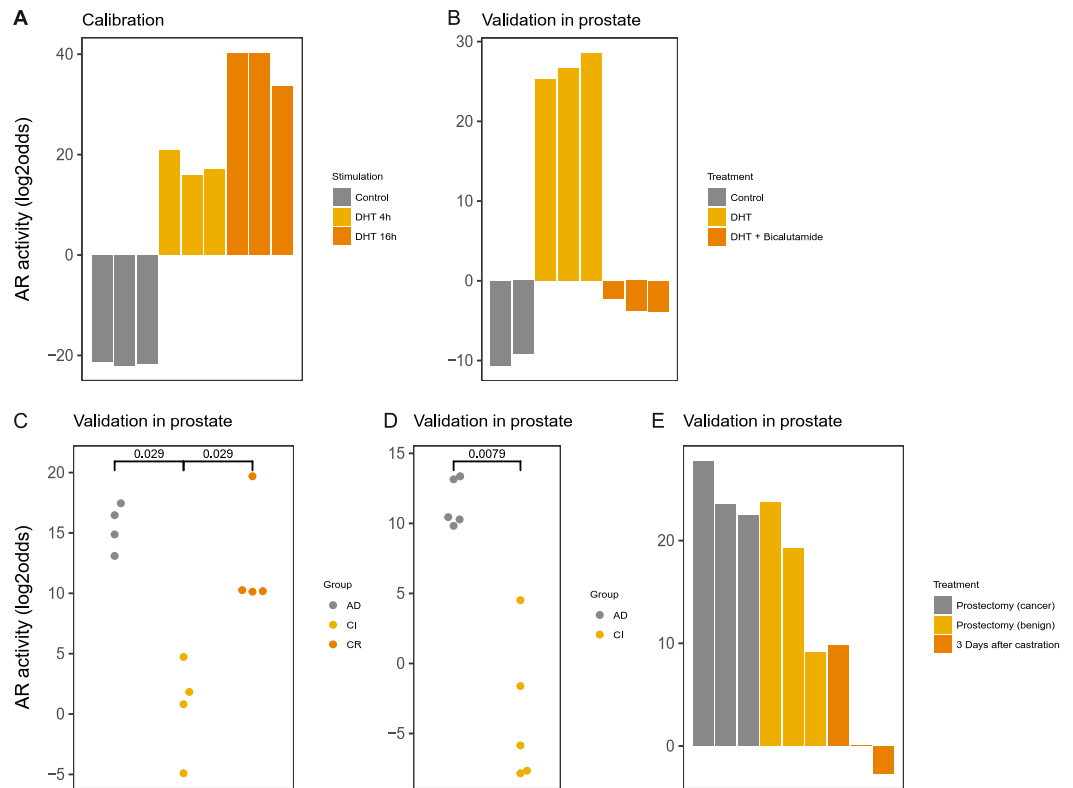 A Calibration
AR activity (log2odds)
40
20
0
−20
Stimulation
Control
DHT 4h
DHT 16h
B Validation in prostate
30
20
10
0
−10
Treatment
Control
DHT
DHT + Bicalutamide
C Validation in prostate
AR activity (log2odds)
20
15
10
5
0
−5
0.029 0.029
Group
AD
CI
CR
D Validation in prostate
15
10
5
0
−5
0.0079
Group
AD
CI
E Validation in prostate
20
10
0
Treatment
Prostectomy (cancer)
Prostectomy (benign)
3 Days after castration